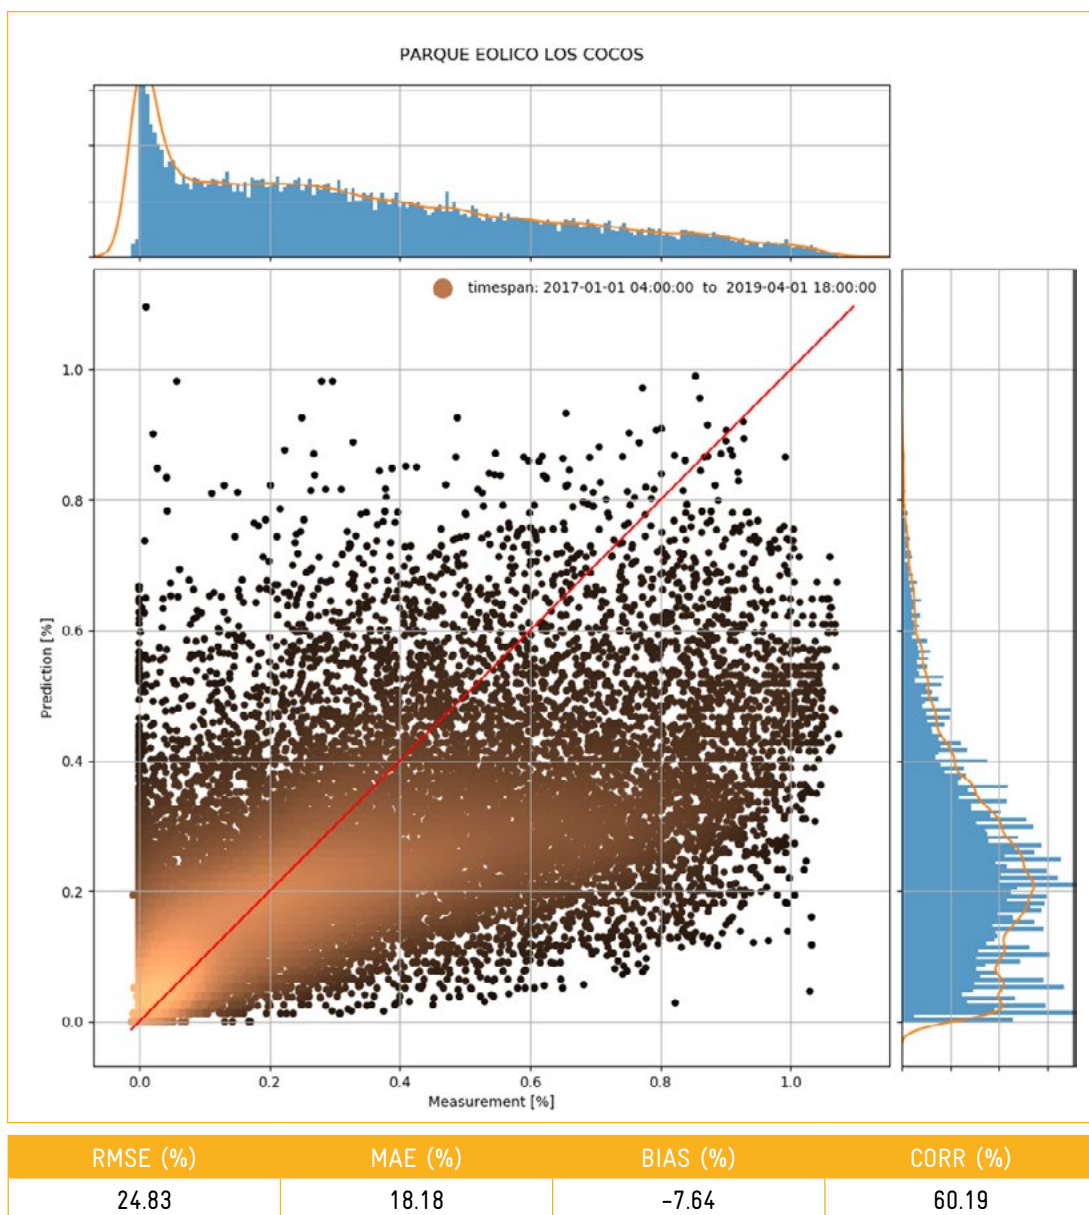 PARQUE EOLICO LOS COCOS
timespan: 2017-01-01 04:00:00 to 2019-04-01 18:00:00
1.0
0.8
0.6
0.4
0.2
0.0
Prediction [%]
0.0 0.2 0.4 0.6 0.8 1.0
Measurement [%]
RMSE (%) MAE (%) BIAS (%) CORR (%)
24.83 18.18 -7.64 60.19